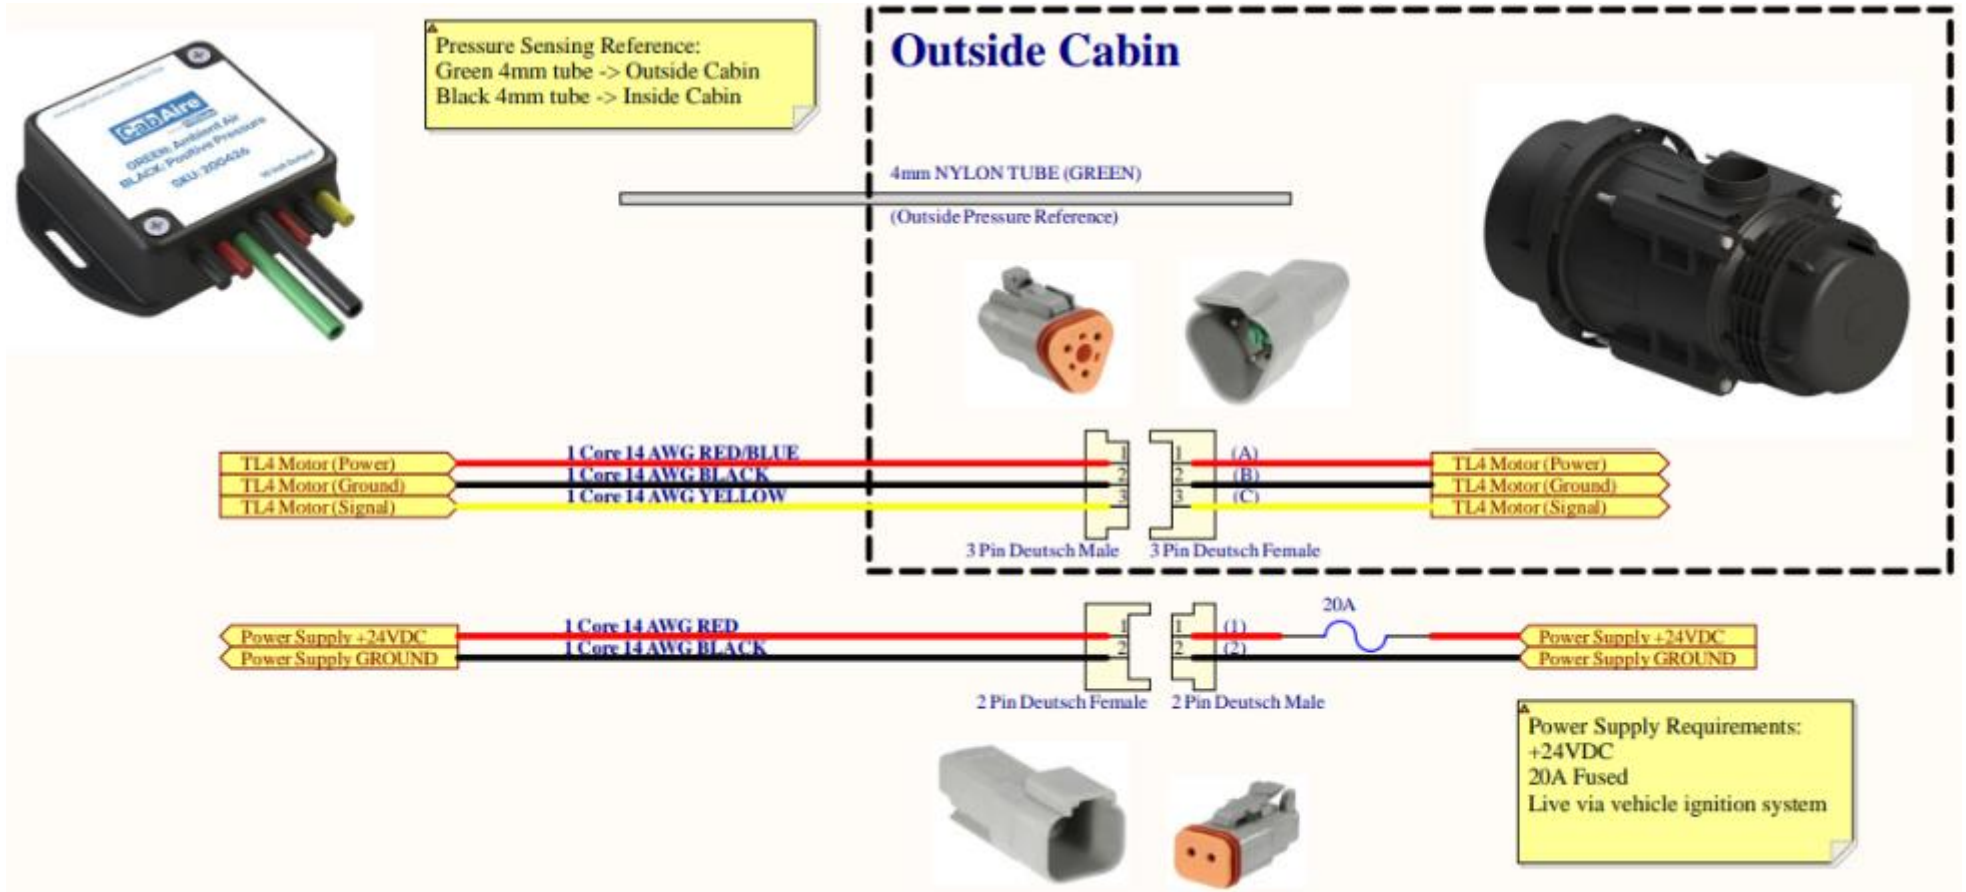 CabAire
GREEN: Ambient Air
BLACK: Positive Pressure
SKU: 200426
Pressure Sensing Reference:
Green 4mm tube -> Outside Cabin
Black 4mm tube -> Inside Cabin
Outside Cabin
4mm NYLON TUBE (GREEN)
(Outside Pressure Reference)
TL4 Motor (Power)
TL4 Motor (Ground)
TL4 Motor (Signal)
1 Core 14 AWG RED/BLUE
1 Core 14 AWG BLACK
1 Core 14 AWG YELLOW
1
2
3
1
2
3
(A)
(B)
(C)
TL4 Motor (Power)
TL4 Motor (Ground)
TL4 Motor (Signal)
3 Pin Deutsch Male
3 Pin Deutsch Female
Power Supply +24VDC
Power Supply GROUND
1 Core 14 AWG RED
1 Core 14 AWG BLACK
1
2
1
2
(1)
(2)
20A
Power Supply +24VDC
Power Supply GROUND
2 Pin Deutsch Female
2 Pin Deutsch Male
Power Supply Requirements:
+24VDC
20A Fused
Live via vehicle ignition system